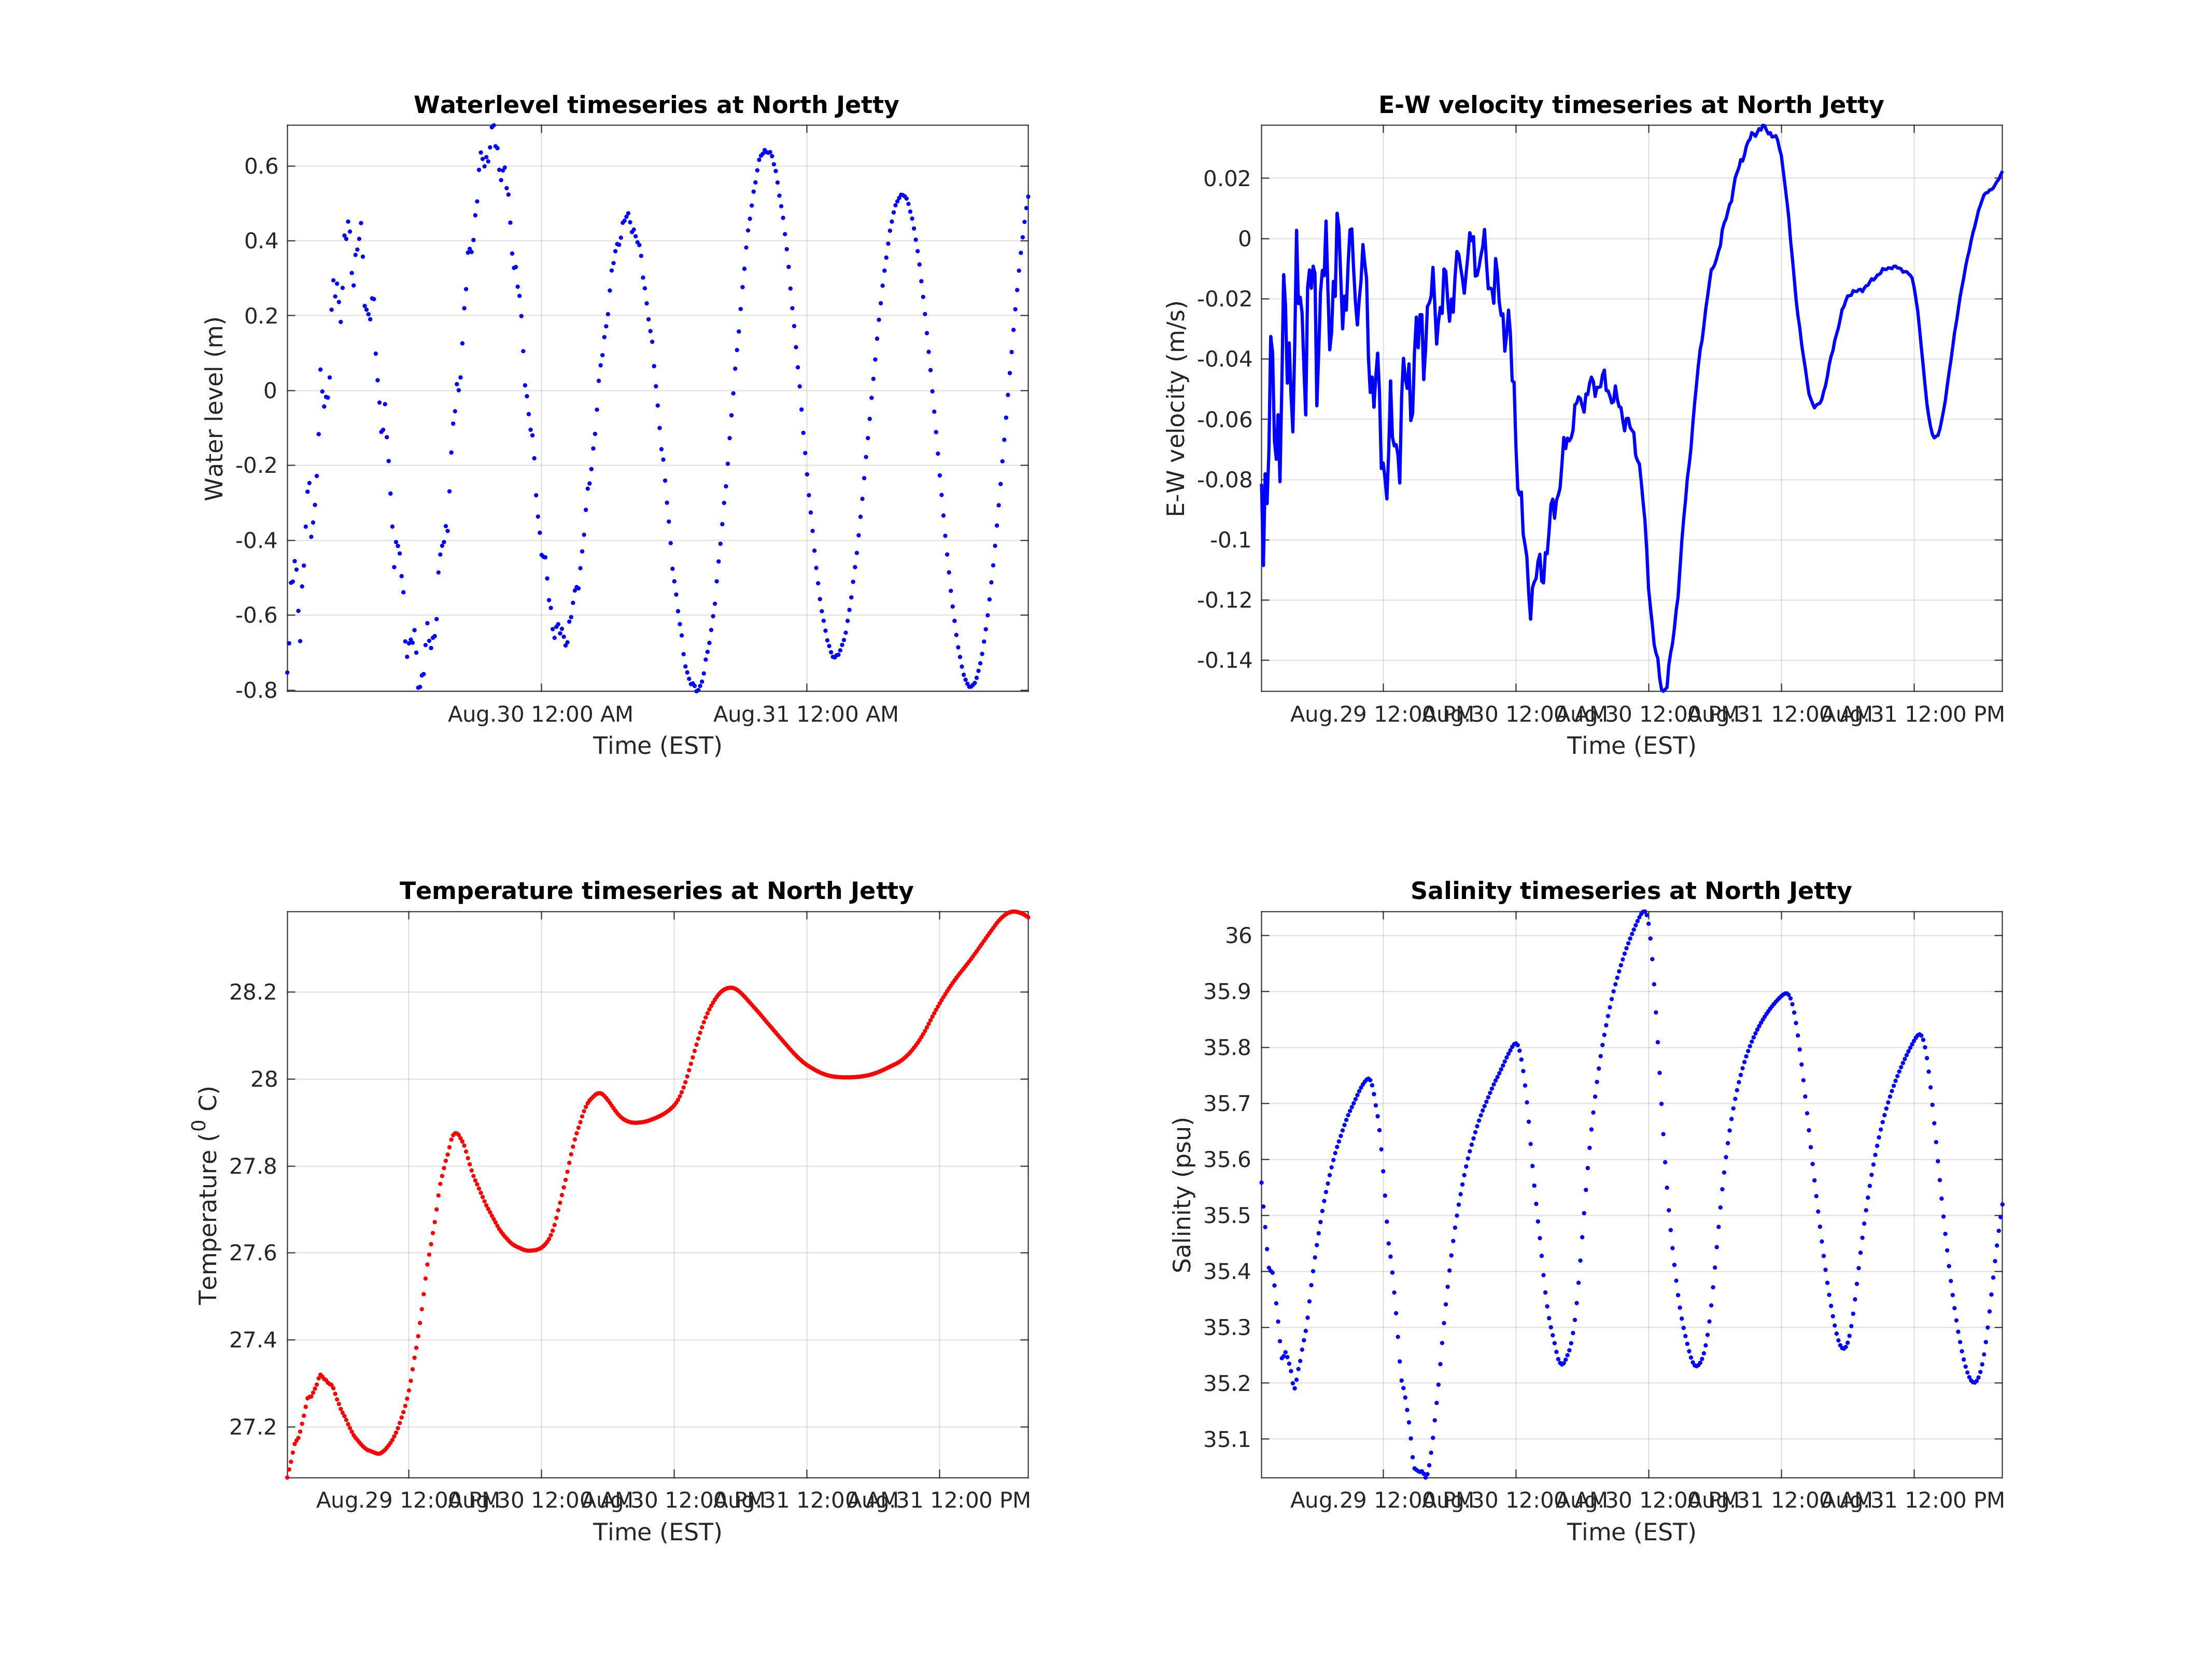 Waterlevel timeseries at North Jetty
0.6
0.4
0.2
0
-0.2
-0.4
-0.6
-0.8
Water level (m)
Aug.30 12:00 AM
Aug.31 12:00 AM
Time (EST)
E-W velocity timeseries at North Jetty
0.02
0
-0.02
-0.04
-0.06
-0.08
-0.1
-0.12
-0.14
E-W velocity (m/s)
Aug.29 12:00 PM
Aug.30 12:00 AM
Aug.30 12:00 PM
Aug.31 12:00 AM
Aug.31 12:00 PM
Time (EST)
Temperature timeseries at North Jetty
28.2
28
27.8
27.6
27.4
27.2
Temperature (⁰ C)
Aug.29 12:00 PM
Aug.30 12:00 AM
Aug.30 12:00 PM
Aug.31 12:00 AM
Aug.31 12:00 PM
Time (EST)
Salinity timeseries at North Jetty
36
35.9
35.8
35.7
35.6
35.5
35.4
35.3
35.2
35.1
Salinity (psu)
Aug.29 12:00 PM
Aug.30 12:00 AM
Aug.30 12:00 PM
Aug.31 12:00 AM
Aug.31 12:00 PM
Time (EST)